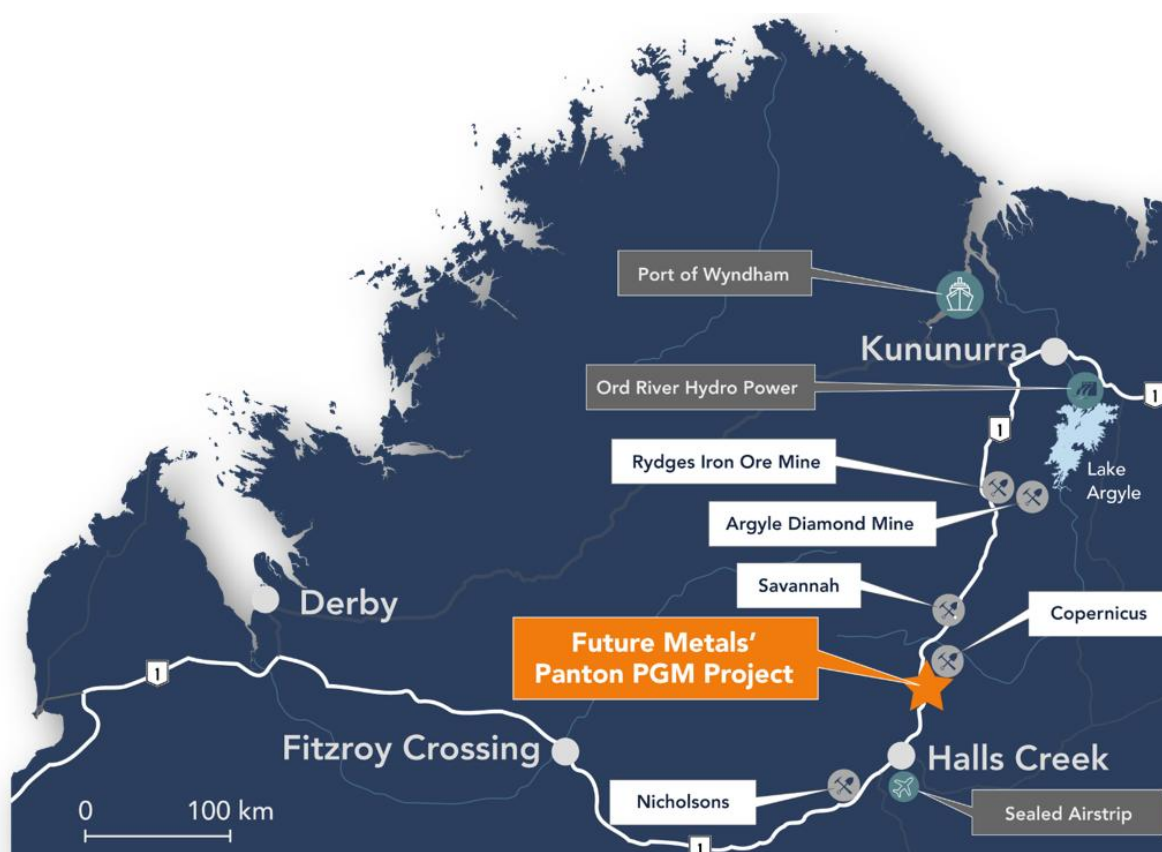 Port of Wyndham
Kununurra
Ord River Hydro Power
1
1
Rydges Iron Ore Mine
Lake
Argyle
Argyle Diamond Mine
Savannah
Derby
Copernicus
Future Metals'
Panton PGM Project
1
Fitzroy Crossing
Halls Creek
Nicholsons
Sealed Airstrip
0 100 km
1